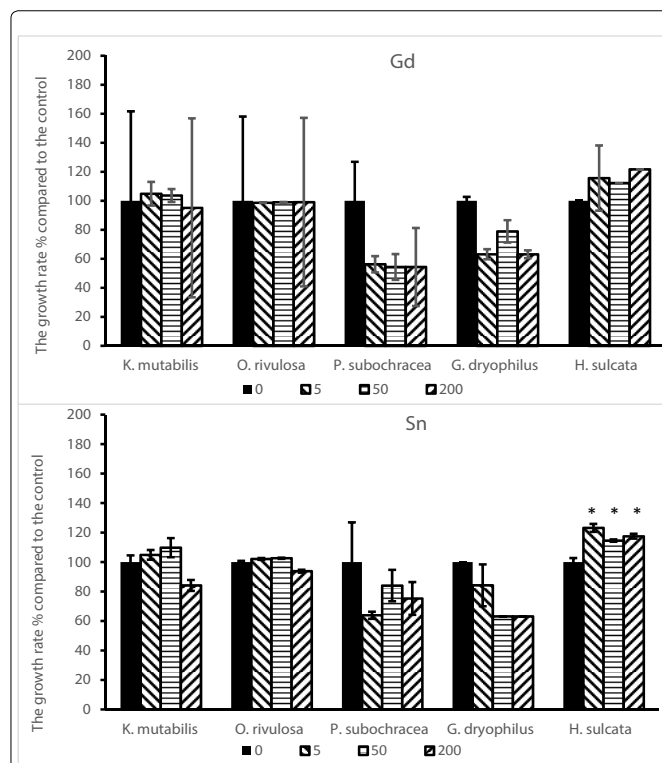 Gd
The growth rate % compared to the control
200
180
160
140
120
100
80
60
40
20
0
K. mutabilis O. rivulosa P. subochracea G. dryophilus H. sulcata
0 5 50 200
Sn
The growth rate % compared to the control
200
180
160
140
120
100
80
60
40
20
0
* * *
K. mutabilis O. rivulosa P. subochracea G. dryophilus H. sulcata
0 5 50 200